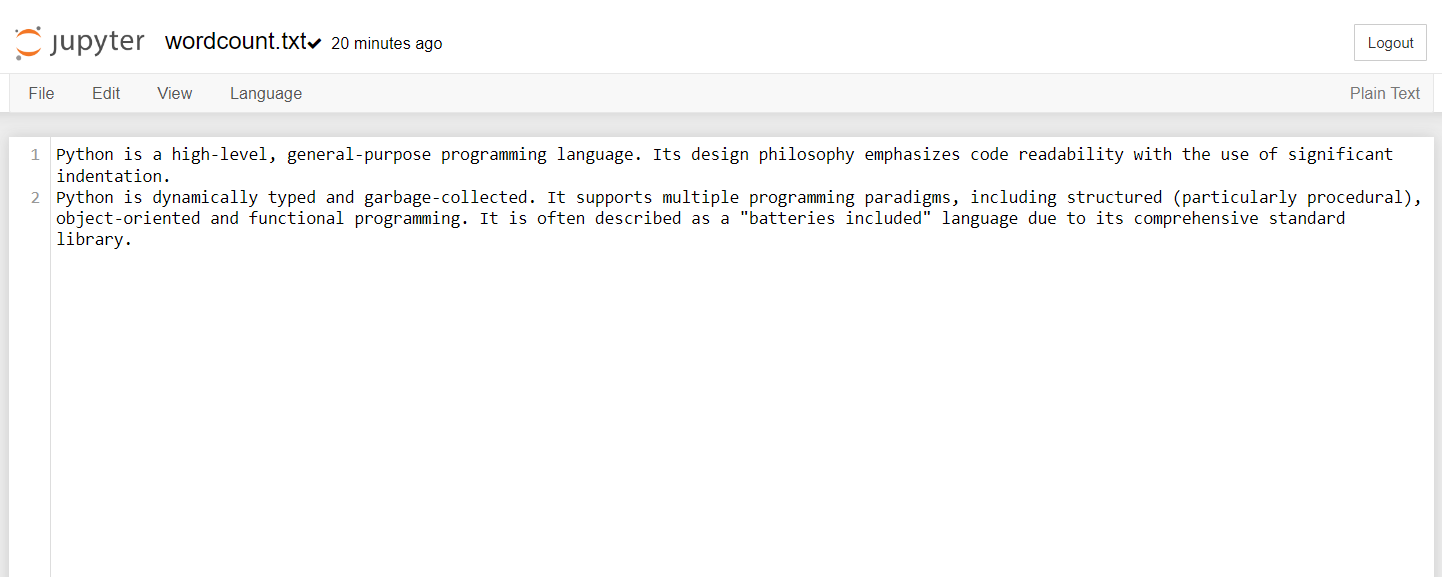 jupyter wordcount.txt✔ 20 minutes ago Logout
File Edit View Language Plain Text
1 Python is a high-level, general-purpose programming language. Its design philosophy emphasizes code readability with the use of significant
indentation.
2 Python is dynamically typed and garbage-collected. It supports multiple programming paradigms, including structured (particularly procedural),
object-oriented and functional programming. It is often described as a "batteries included" language due to its comprehensive standard
library.